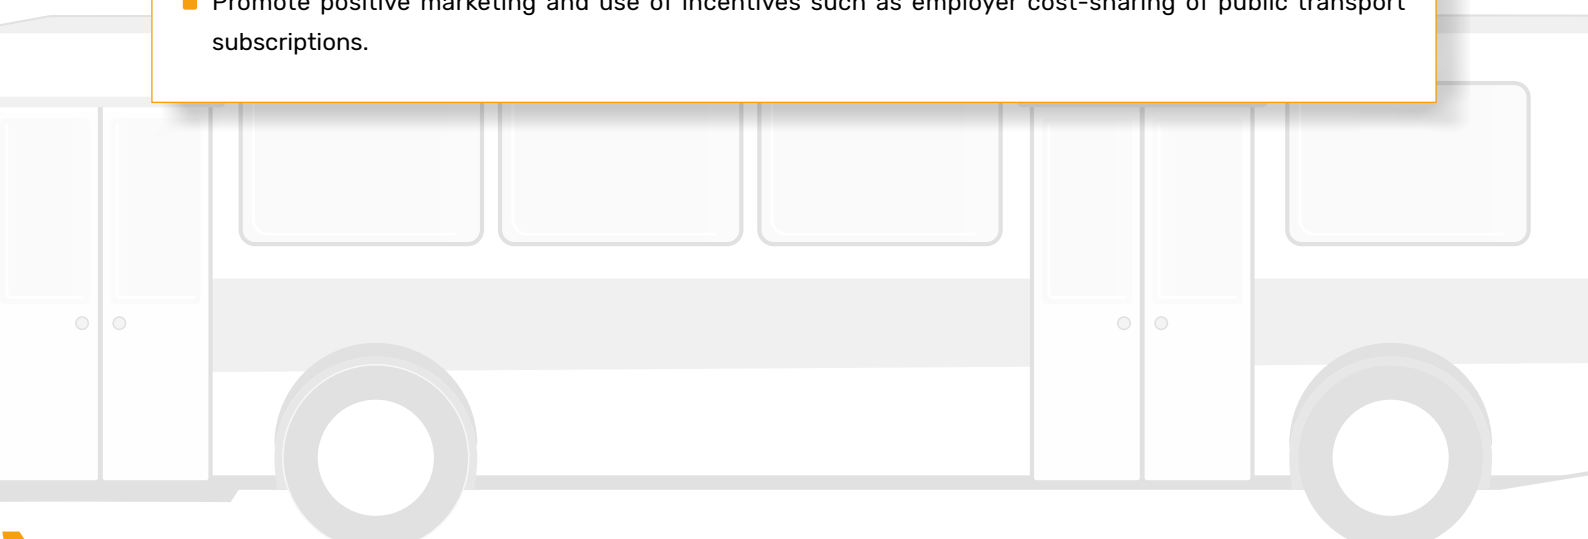 Promote positive marketing and use of incentives such as employer cost-sharing of public transport
subscriptions.